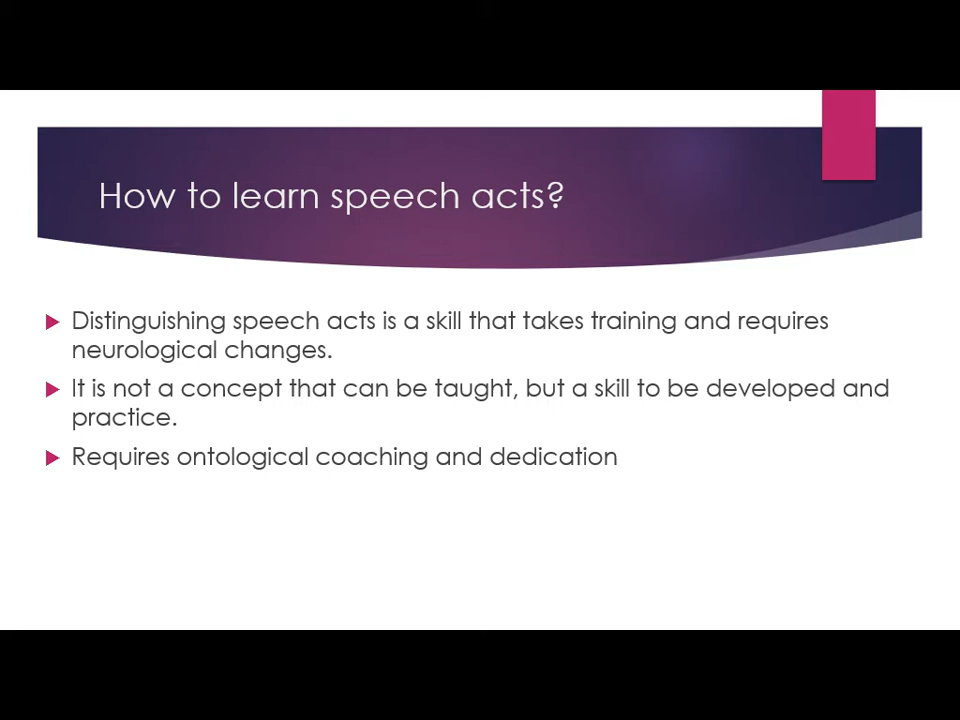 How to learn speech acts?
Distinguishing speech acts is a skill that takes training and requires
neurological changes.
It is not a concept that can be taught, but a skill to be developed and
practice.
Requires ontological coaching and dedication